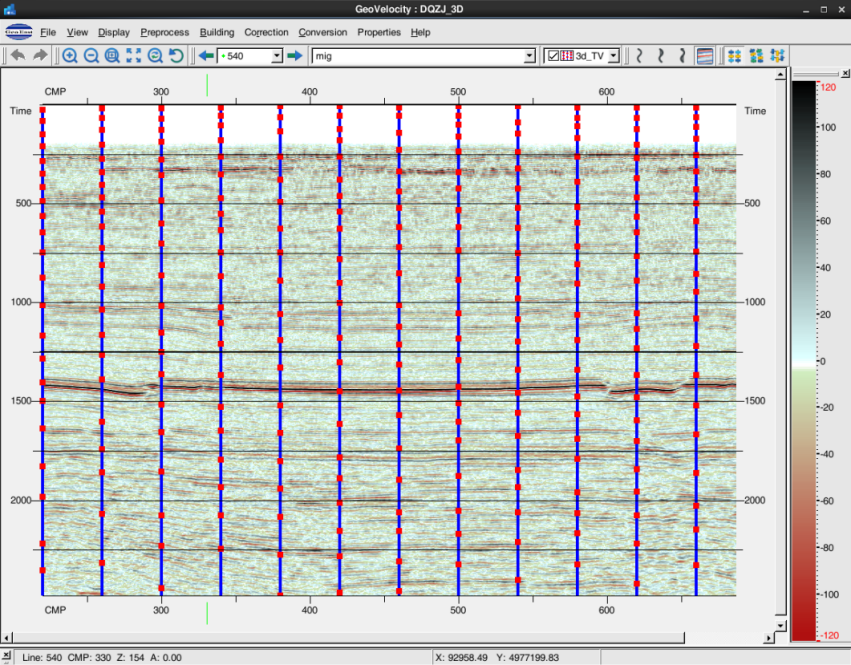 GeoVelocity : DQZJ_3D
Geo East File View Display Preprocess Building Correction Conversion Properties Help
540 mig 3d_TV
CMP 300 400 500 600
Time Time
500 500
1000 1000
1500 1500
2000 2000
CMP 300 400 500 600
120
100
80
60
40
20
0
-20
-40
-60
-80
-100
-120
Line: 540 CMP: 330 Z: 154 A: 0.00 X: 92958.49 Y: 4977199.83